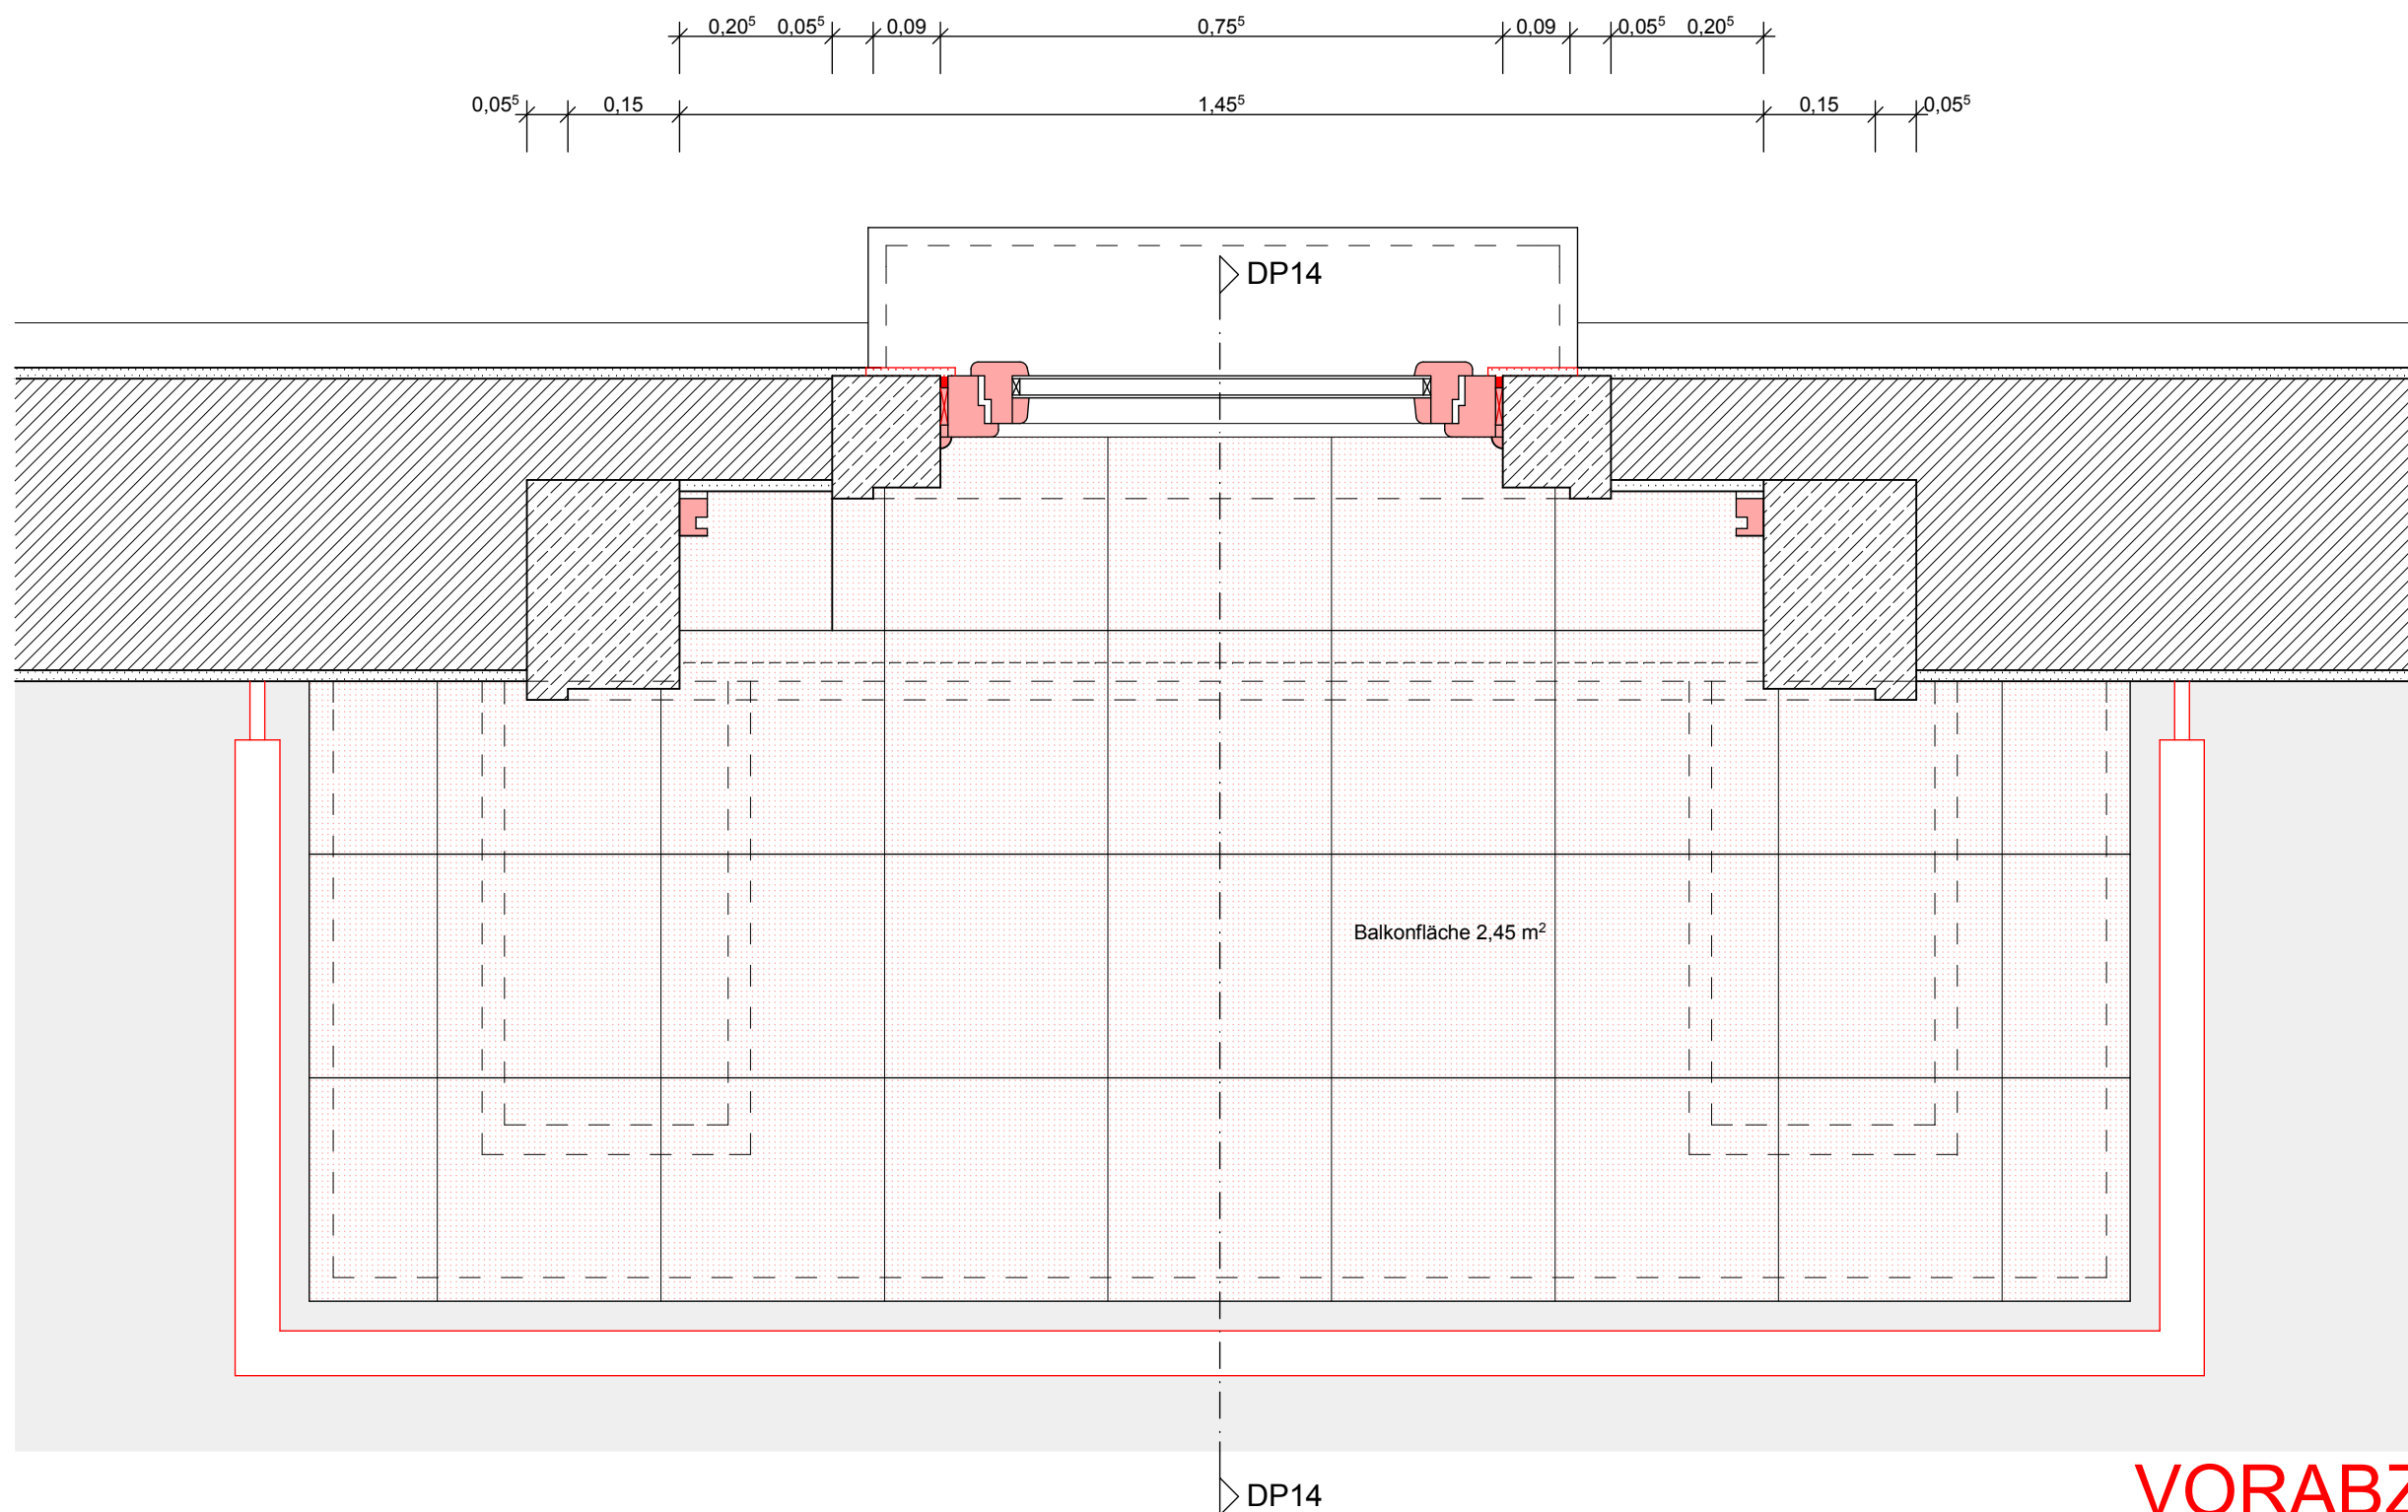 0,20⁵ 0,05⁵ 0,09 0,75⁵ 0,09 0,05⁵ 0,20⁵
0,05⁵ 0,15 1,45⁵ 0,15 0,05⁵
DP14
Balkonfläche 2,45 m²
VORABZ
DP14